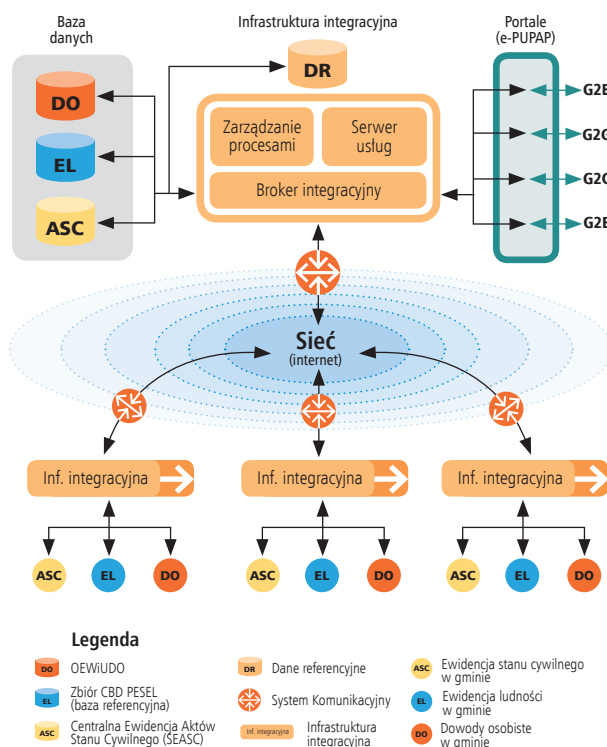 Baza
danych
Infrastruktura integracyjna
Portale
(e-PUPAP)
DR
DO
EL
ASC
Zarządzanie
procesami
Serwer
usług
Broker integracyjny
G2B
Sieć
(internet)
Inf. integracyjna
Inf. integracyjna
Inf. integracyjna
ASC
EL
DO
ASC
EL
DO
ASC
EL
DO
Legenda
DO
OEWiUDO
EL
Zbiór CBD PESEL
(baza referencyjna)
ASC
Centralna Ewidencja Aktów
Stanu Cywilnego (SEASC)
DR
Dane referencyjne
System Komunikacyjny
Inf. integracyjna
Infrastruktura
integracyjna
ASC
Ewidencja stanu cywilnego
w gminie
EL
Ewidencja ludności
w gminie
DO
Dowody osobiste
w gminie